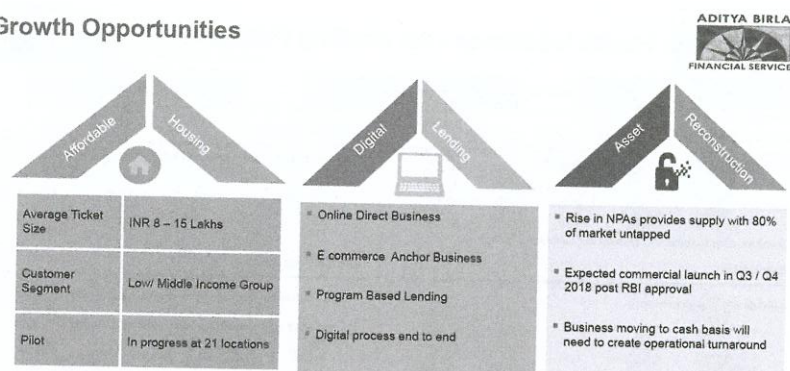 Growth Opportunities
ADITYA BIRLA
FINANCIAL SERVICE
Affordable
Housing
Average Ticket
Size
INR 8 – 15 Lakhs
Customer
Segment
Low/ Middle Income Group
Pilot
In progress at 21 locations
Digital
Lending
Online Direct Business
E commerce Anchor Business
Program Based Lending
Digital process end to end
Asset
Reconstruction
Rise in NPAs provides supply with 80%
of market untapped
Expected commercial launch in Q3 / Q4
2018 post RBI approval
Business moving to cash basis will
need to create operational turnaround